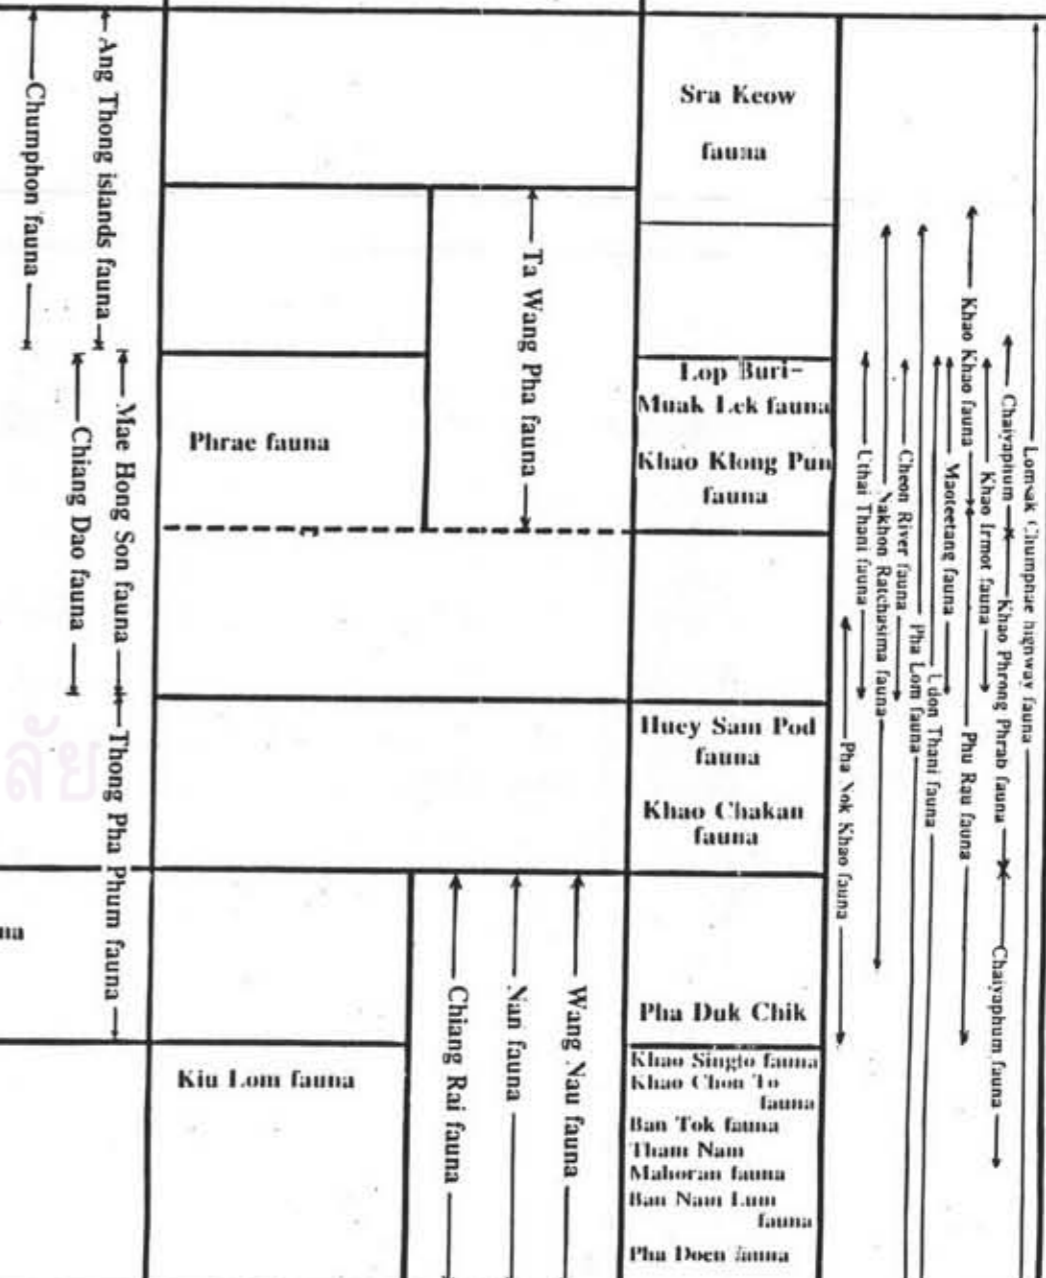 Ang Thong islands fauna
Chumphon fauna
Mae Hong Son fauna
Chiang Dao fauna
Thong Pha Phum fauna
na
ลัย
Phrae fauna
Ta Wang Pha fauna
Kiu Lom fauna
Chiang Rai fauna
Nan fauna
Wang Nau fauna
Sra Keow
fauna
Lop Buri-
Muak Lek fauna
Khao Klong Pun
fauna
Huey Sam Pod
fauna
Khao Chakan
fauna
Pha Duk Chik
Khao Singto fauna
Khao Chon To
fauna
Ban Tok fauna
Tham Nam
Mahoran fauna
Ban Nam Lum
fauna
Pha Doen fauna
Pha Nok Khao fauna
Uthai Thani fauna
Nakhon Ratchasima fauna
Cheon River fauna
Pha Lom fauna
Udon Thani fauna
Maoteetang fauna
Khao Khao fauna
Phu Rau fauna
Khao Irmot fauna
Chaiyaphum
Khao Phrong Phrab fauna
Chaiyaphum fauna
Lomsak Chumphae highway fauna